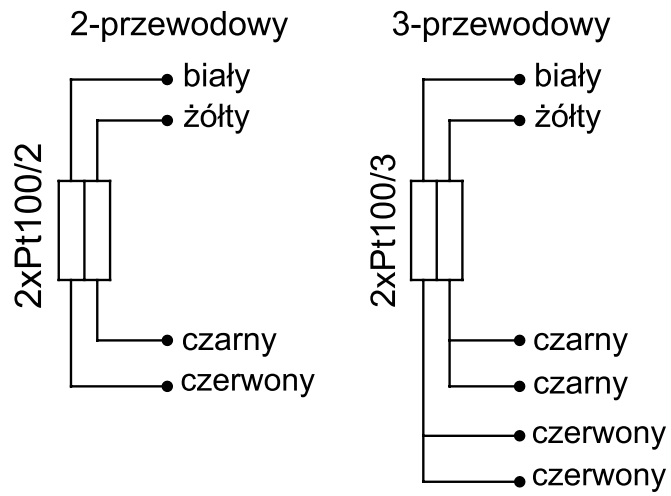 2-przewodowy
biały
żółty
2xPt100/2
czarny
czerwony
3-przewodowy
biały
żółty
2xPt100/3
czarny
czarny
czerwony
czerwony